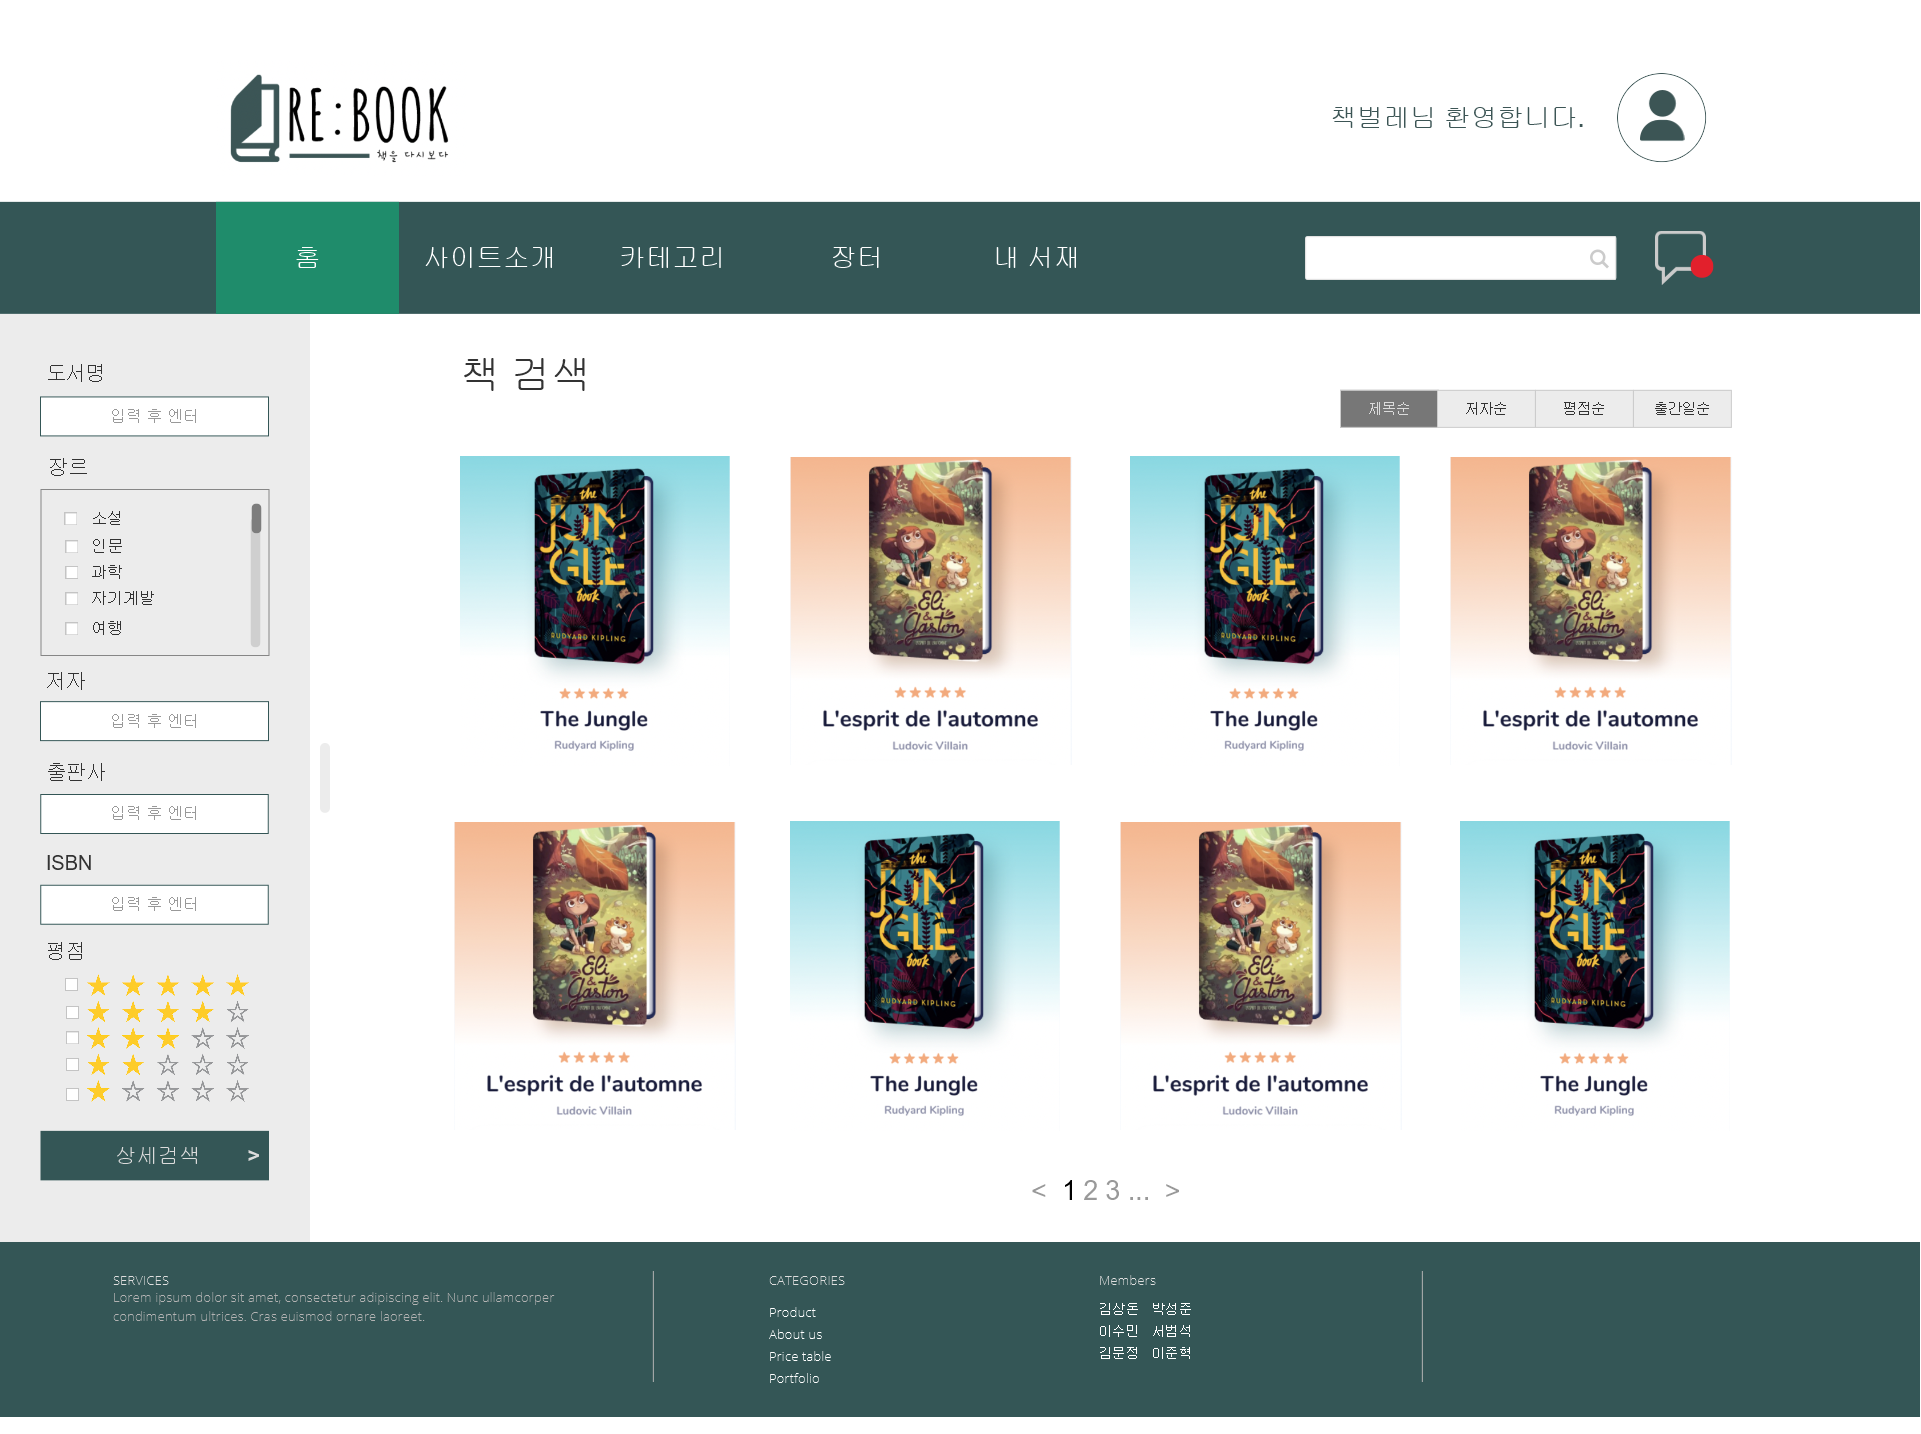 RE:BOOK
책을 다시보다
책벌레님 환영합니다.
홈 사이트소개 카테고리 장터 내 서재
도서명
입력 후 엔터
장르
소설
인문
과학
자기계발
여행
저자
입력 후 엔터
출판사
입력 후 엔터
ISBN
입력 후 엔터
평점
상세검색 >
책 검색
제목순 저자순 평점순 출간일순
the JUNGLE book RUDYARD KIPLING
Eli & Gaston
the JUNGLE book RUDYARD KIPLING
Eli & Gaston
The Jungle L'esprit de l'automne The Jungle L'esprit de l'automne
Rudyard Kipling Ludovic Villain Rudyard Kipling Ludovic Villain
Eli & Gaston
the JUNGLE book RUDYARD KIPLING
Eli & Gaston
the JUNGLE book RUDYARD KIPLING
L'esprit de l'automne The Jungle L'esprit de l'automne The Jungle
Ludovic Villain Rudyard Kipling Ludovic Villain Rudyard Kipling
< 1 2 3 ... >
SERVICES
Lorem ipsum dolor sit amet, consectetur adipiscing elit. Nunc ullamcorper
condimentum ultrices. Cras euismod ornare laoreet.
CATEGORIES
Product
About us
Price table
Portfolio
Members
김상돈 박성준
이수민 서범석
김문정 이준혁